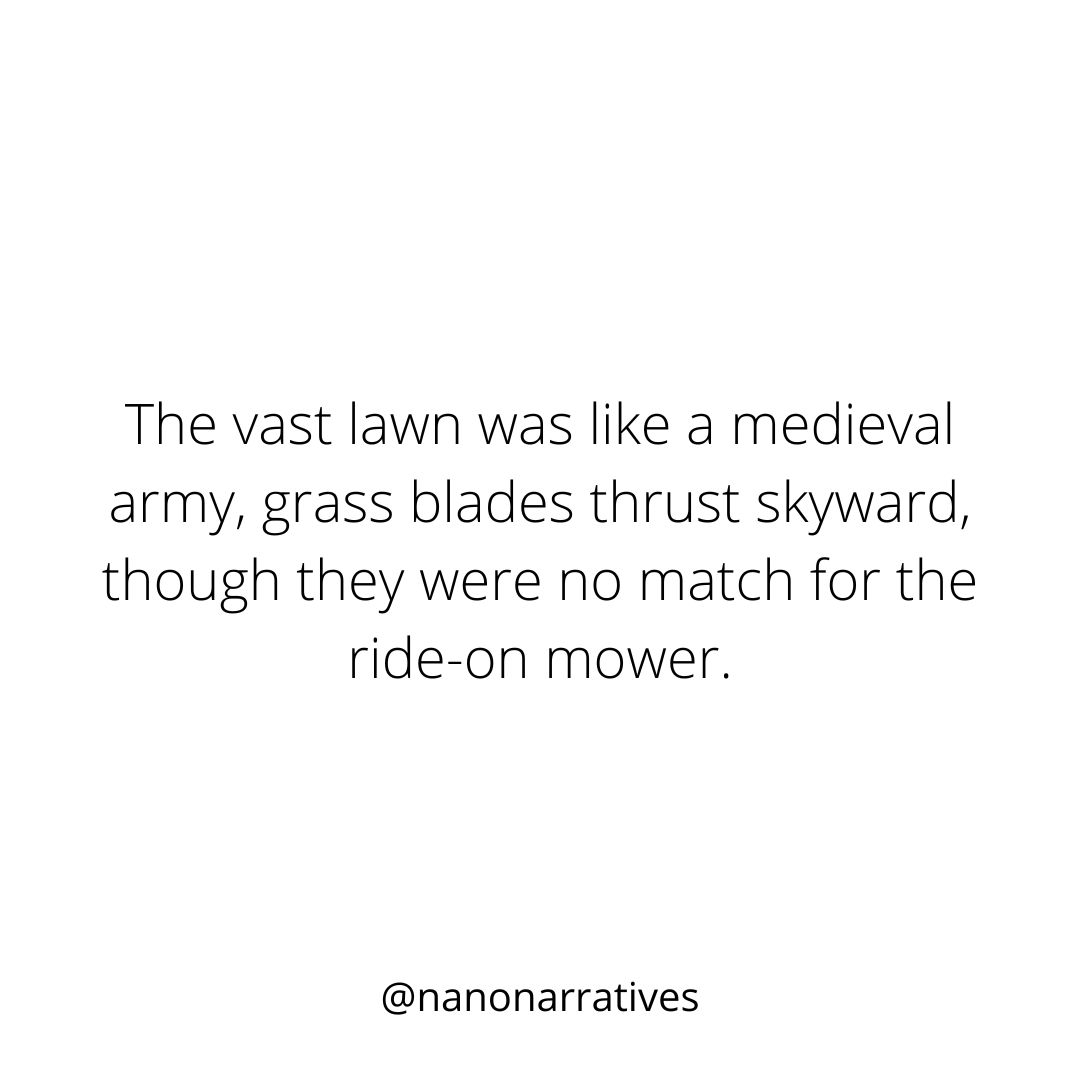 The vast lawn was like a medieval
army, grass blades thrust skyward,
though they were no match for the
ride-on mower.
@nanonarratives